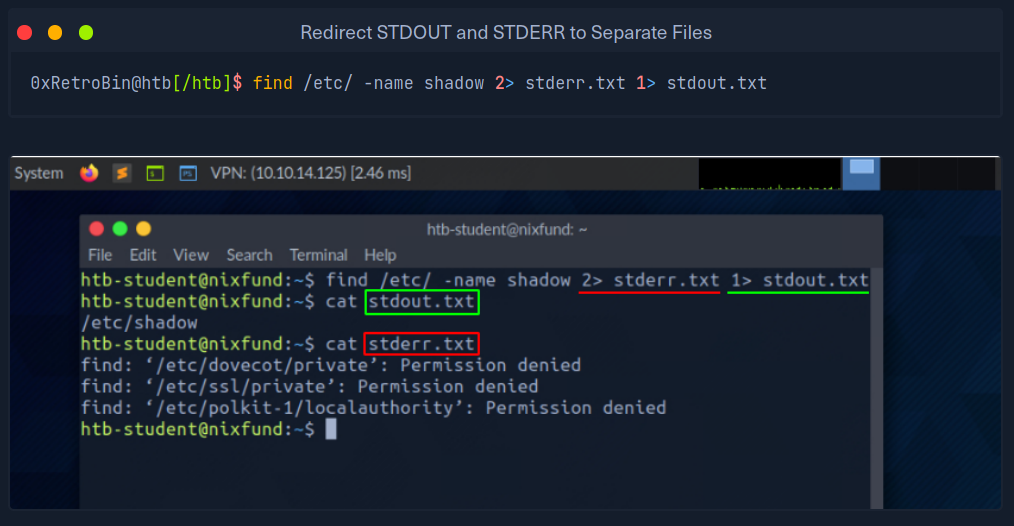 Redirect STDOUT and STDERR to Separate Files
0xRetroBin@htb[/htb]$ find /etc/ -name shadow 2> stderr.txt 1> stdout.txt
System $ PS VPN: (10.10.14.125) [2.46 ms]
htb-student@nixfund: ~
File Edit View Search Terminal Help
htb-student@nixfund:~$ find /etc/ -name shadow 2> stderr.txt 1> stdout.txt
htb-student@nixfund:~$ cat stdout.txt
/etc/shadow
htb-student@nixfund:~$ cat stderr.txt
find: ‘/etc/dovecot/private’: Permission denied
find: ‘/etc/ssl/private’: Permission denied
find: ‘/etc/polkit-1/localauthority’: Permission denied
htb-student@nixfund:~$